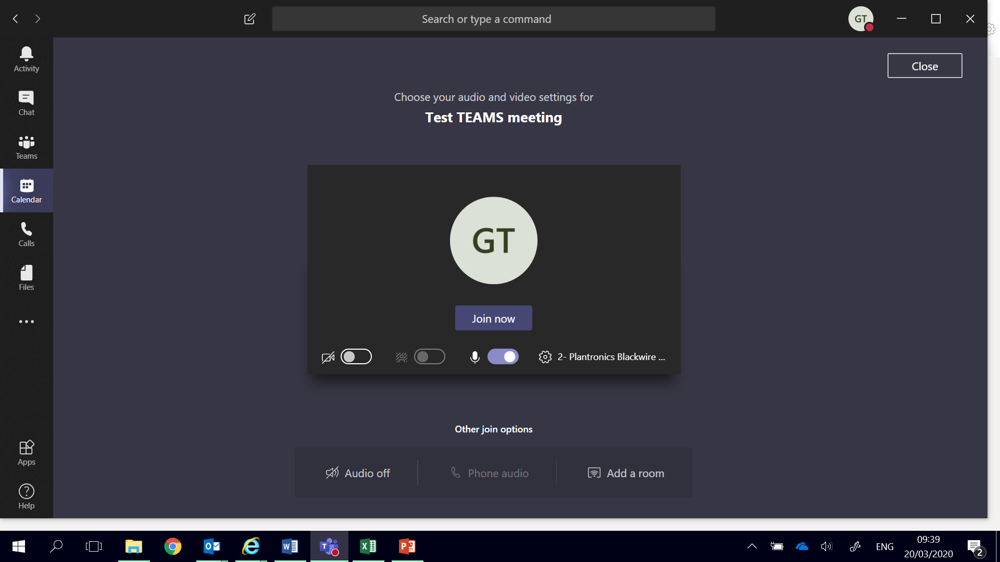 Search or type a command
GT
Activity
Chat
Teams
Calendar
Calls
Files
Apps
Help
Close
Choose your audio and video settings for
Test TEAMS meeting
GT
Join now
2- Plantronics Blackwire ...
Other join options
Audio off
Phone audio
Add a room
ENG
09:39
20/03/2020
2